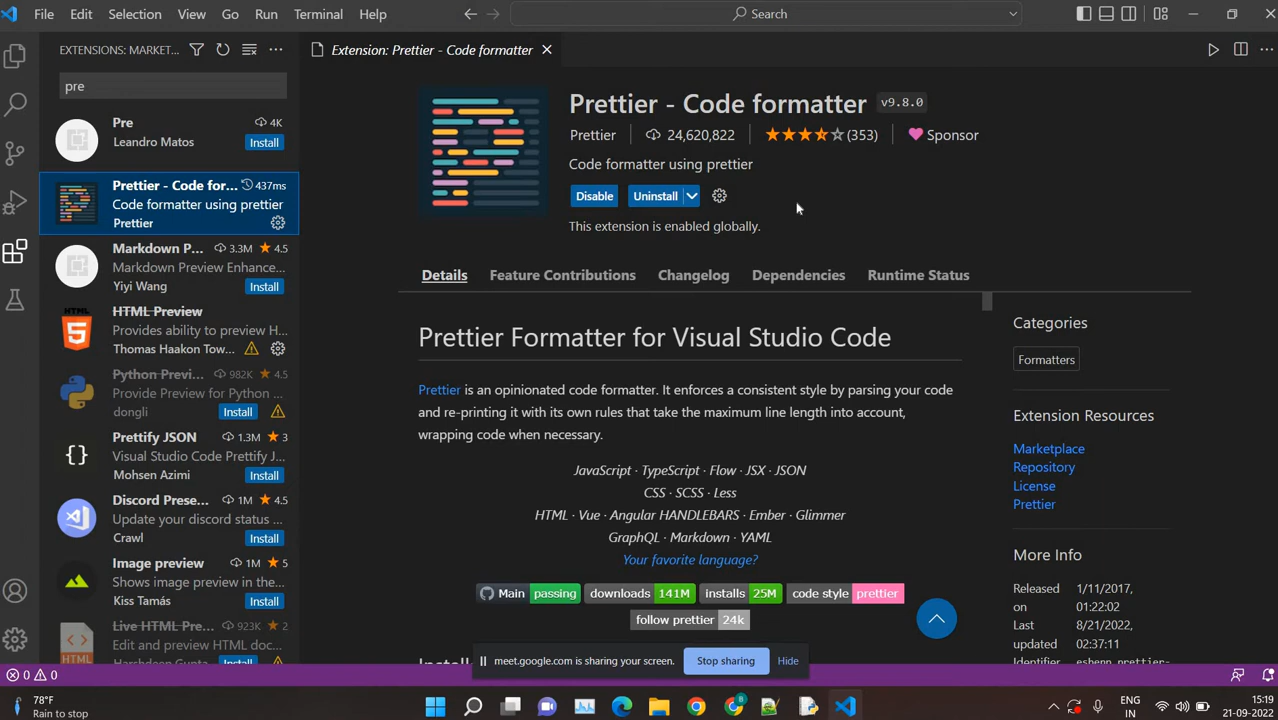 File Edit Selection View Go Run Terminal Help
Search
EXTENSIONS: MARKET...
Extension: Prettier - Code formatter
pre
Pre 4K
Leandro Matos Install
Prettier - Code for... 437ms
Code formatter using prettier
Prettier
Markdown P... 3.3M 4.5
Markdown Preview Enhance...
Yiyi Wang Install
HTML Preview
Provides ability to preview H...
Thomas Haakon Tow...
Python Previ... 982K 4.5
Provide Preview for Python ...
dongli Install
Prettify JSON 1.3M 3
Visual Studio Code Prettify J...
Mohsen Azimi Install
Discord Prese... 1M 4.5
Update your discord status ...
Crawl Install
Image preview 1M 5
Shows image preview in the...
Kiss Tamás Install
Live HTML Pre... 923K 2
Edit and preview HTML doc...
Harshdeep Gupta Install
HTML
5
HTML
Prettier - Code formatter v9.8.0
Prettier 24,620,822 (353) Sponsor
Code formatter using prettier
Disable Uninstall
This extension is enabled globally.
Details Feature Contributions Changelog Dependencies Runtime Status
Prettier Formatter for Visual Studio Code
Prettier is an opinionated code formatter. It enforces a consistent style by parsing your code
and re-printing it with its own rules that take the maximum line length into account,
wrapping code when necessary.
JavaScript · TypeScript · Flow · JSX · JSON
CSS · SCSS · Less
HTML · Vue · Angular HANDLEBARS · Ember · Glimmer
GraphQL · Markdown · YAML
Your favorite language?
Main passing downloads 141M installs 25M code style prettier
follow prettier 24k
Categories
Formatters
Extension Resources
Marketplace
Repository
License
Prettier
More Info
Released on 1/11/2017, 01:22:02
Last updated 8/21/2022, 02:37:11
Identifier esbenp.prettier-
meet.google.com is sharing your screen. Stop sharing Hide
0 0
78°F
Rain to stop
ENG
IN
15:19
21-09-2022